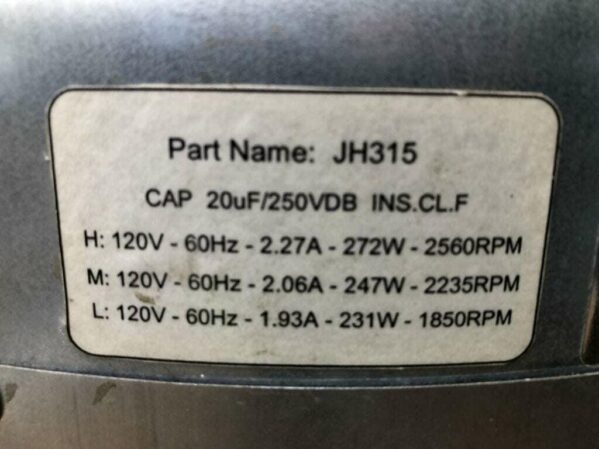 Part Name: JH315
CAP 20uF/250VDB INS.CL.F
H: 120V - 60Hz - 2.27A - 272W - 2560RPM
M: 120V - 60Hz - 2.06A - 247W - 2235RPM
L: 120V - 60Hz - 1.93A - 231W - 1850RPM